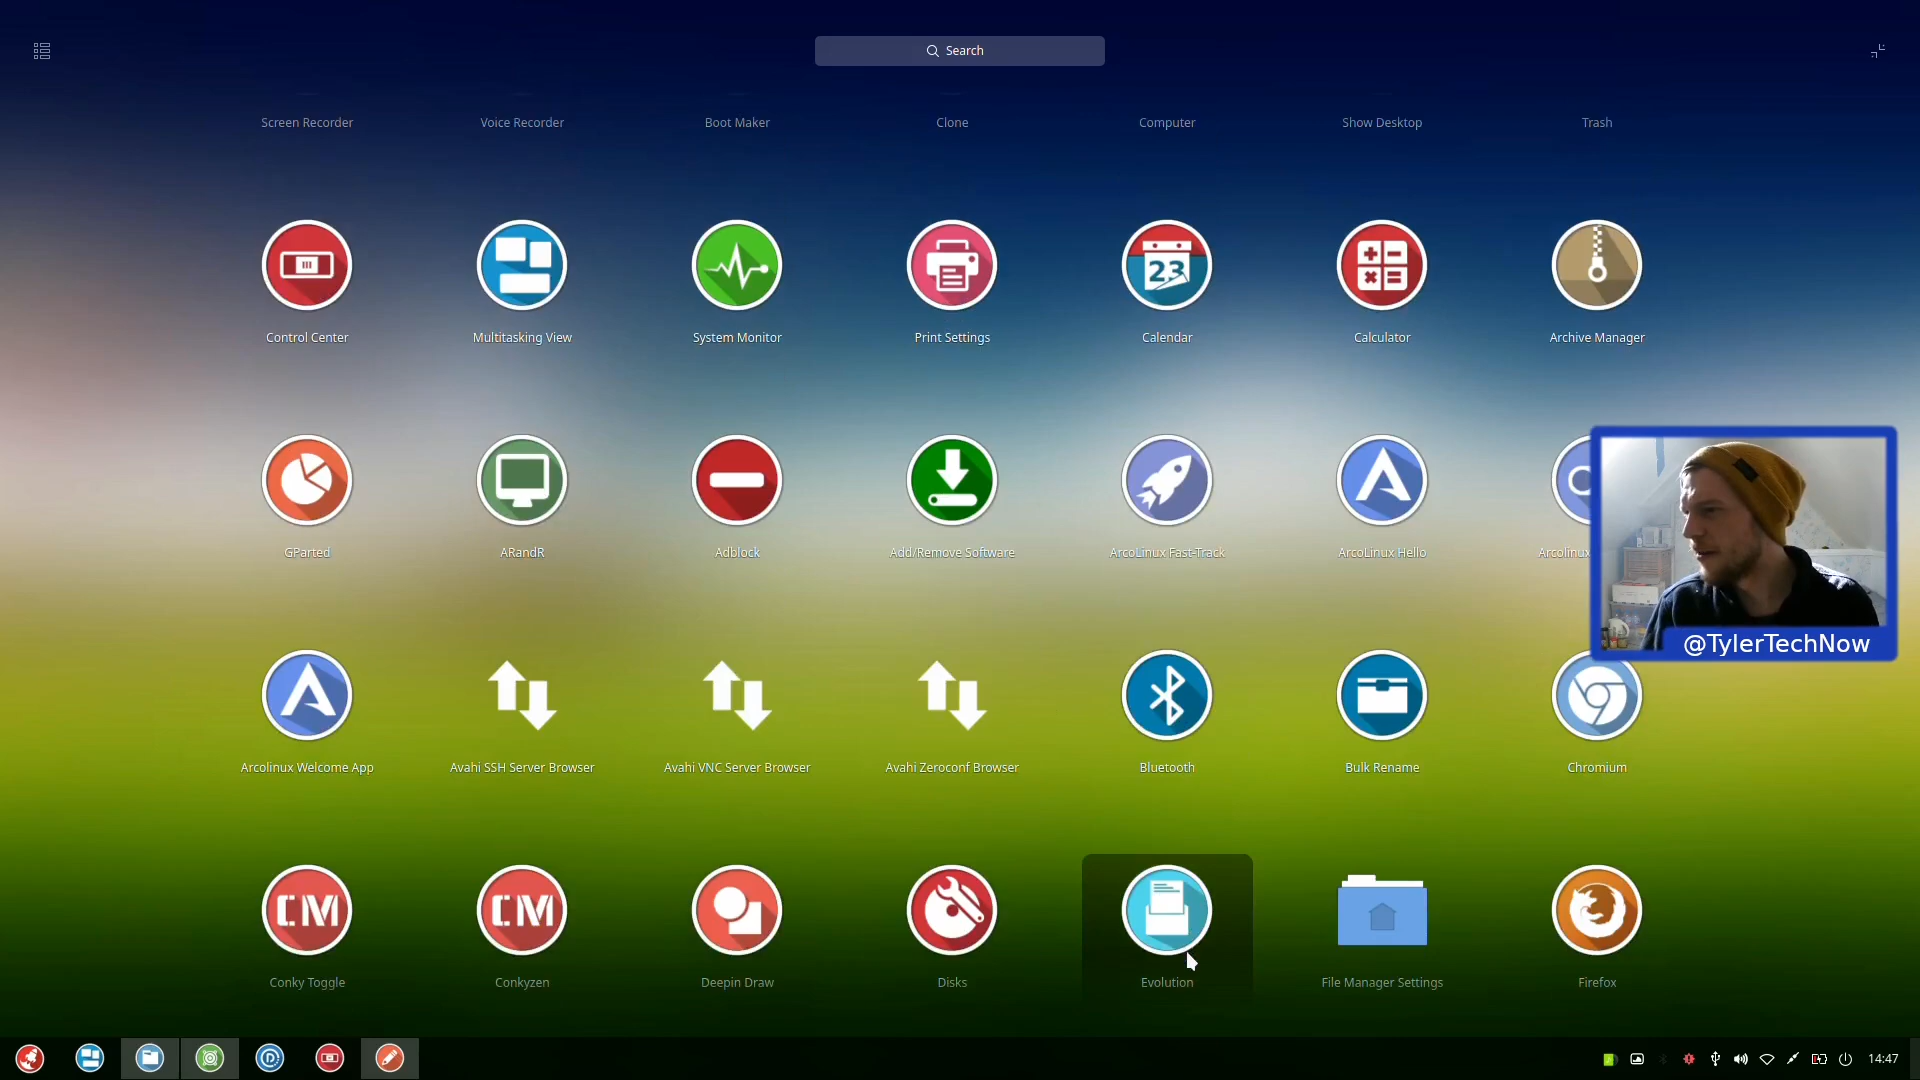 Search
Screen Recorder
Voice Recorder
Boot Maker
Clone
Computer
Show Desktop
Trash
23
Control Center
Multitasking View
System Monitor
Print Settings
Calendar
Calculator
Archive Manager
GParted
ARandR
Adblock
Add/Remove Software
ArcoLinux Fast-Track
ArcoLinux Hello
Arcolinux
@TylerTechNow
Arcolinux Welcome App
Avahi SSH Server Browser
Avahi VNC Server Browser
Avahi Zeroconf Browser
Bluetooth
Bulk Rename
Chromium
CM
CM
Conky Toggle
Conkyzen
Deepin Draw
Disks
Evolution
File Manager Settings
Firefox
14:47